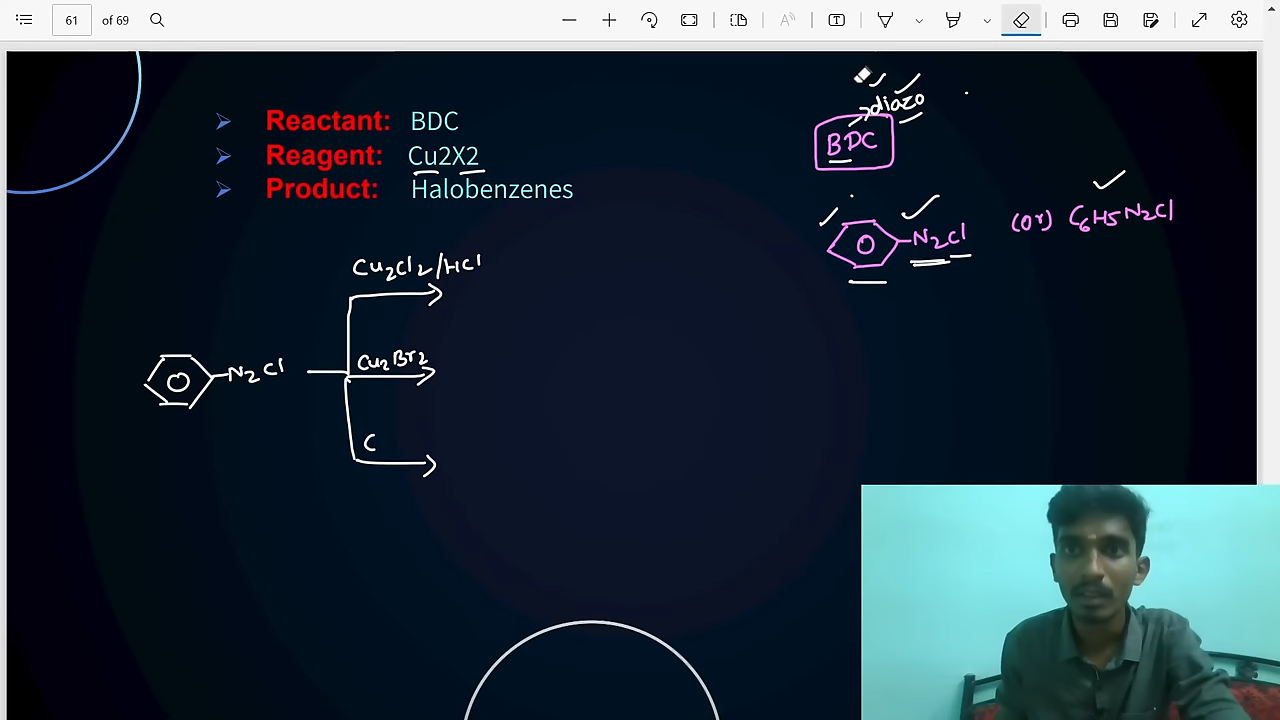 61 of 69
Reactant: BDC
Reagent: Cu2X2
Product: Halobenzenes
diazo
BDC
N2Cl (or) C6H5N2Cl
Cu2Cl2/HCl
N2Cl
Cu2Br2
C